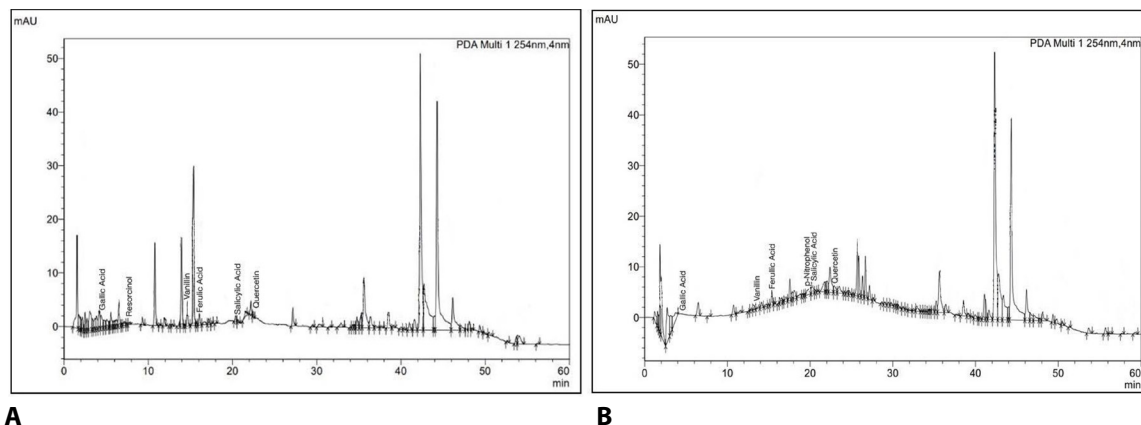 mAU
PDA Multi 1 254nm,4nm
50
40
30
20
10
0
Gallic Acid
Resorcinol
Vanillin
Ferulic Acid
Salicylic Acid
Quercetin
0 10 20 30 40 50 60
min
A
mAU
PDA Multi 1 254nm,4nm
50
40
30
20
10
0
Gallic Acid
Vanillin
Ferullic Acid
p-Nitrophenol
Salicylic Acid
Quercetin
0 10 20 30 40 50 60
min
B